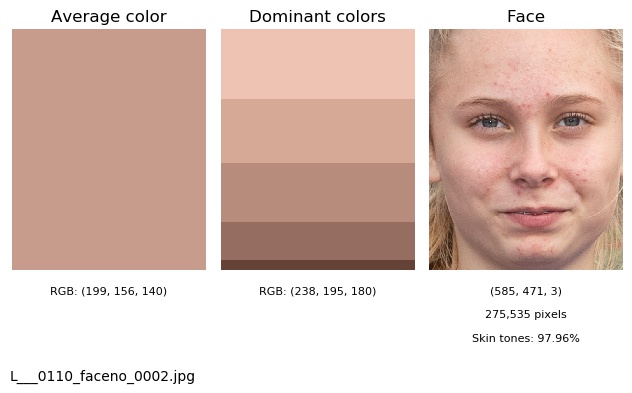 Average color
Dominant colors
Face
RGB: (199, 156, 140)
RGB: (238, 195, 180)
(585, 471, 3)
275,535 pixels
Skin tones: 97.96%
L___0110_faceno_0002.jpg